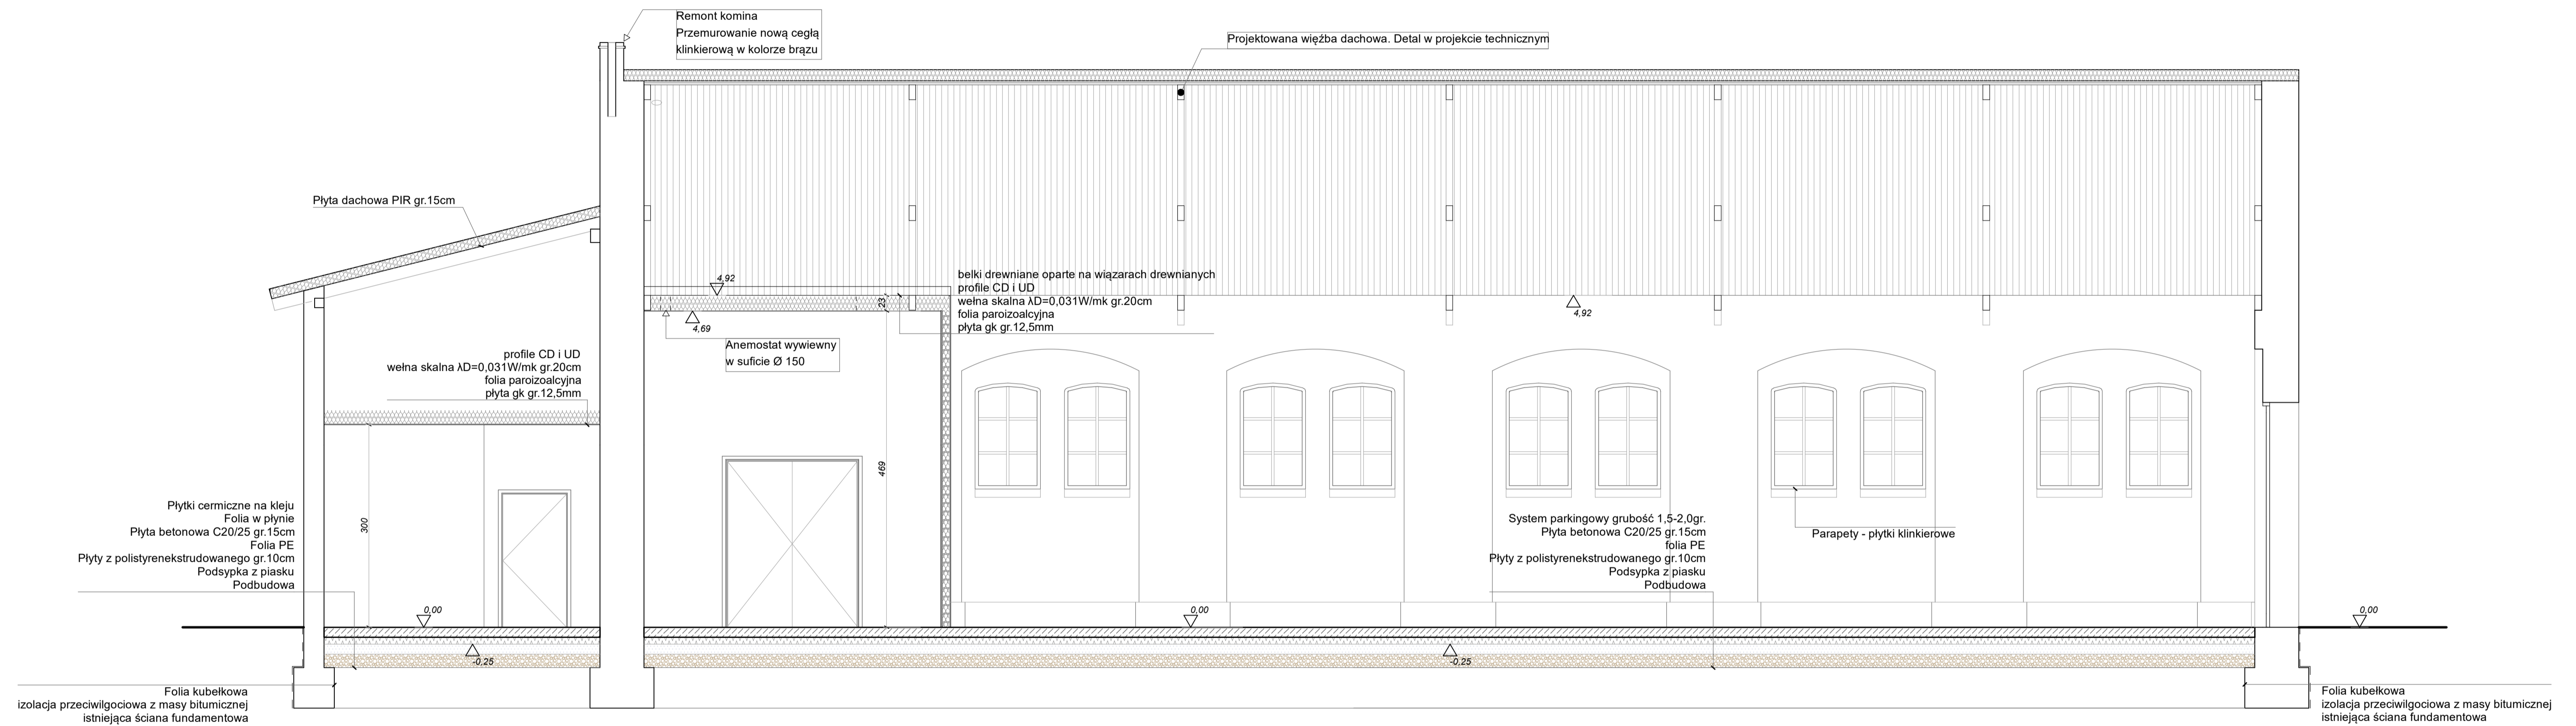 Remont komina
Przemurowanie nową cegłą
klinkierową w kolorze brązu
Projektowana więźba dachowa. Detal w projekcie technicznym
Płyta dachowa PIR gr.15cm
4,92
23
4,69
belki drewniane oparte na wiązarach drewnianych
profile CD i UD
wełna skalna λD=0,031W/mk gr.20cm
folia paroizoalcyjna
płyta gk gr.12,5mm
4,92
Anemostat wywiewny
w suficie Ø 150
profile CD i UD
wełna skalna λD=0,031W/mk gr.20cm
folia paroizoalcyjna
płyta gk gr.12,5mm
469
300
Płytki cermiczne na kleju
Folia w płynie
Płyta betonowa C20/25 gr.15cm
Folia PE
Płyty z polistyrenekstrudowanego gr.10cm
Podsypka z piasku
Podbudowa
System parkingowy grubość 1,5-2,0gr.
Płyta betonowa C20/25 gr.15cm
folia PE
Płyty z polistyrenekstrudowanego gr.10cm
Podsypka z piasku
Podbudowa
Parapety - płytki klinkierowe
0,00
0,00
0,00
-0,25
-0,25
Folia kubełkowa
izolacja przeciwilgociowa z masy bitumicznej
istniejąca ściana fundamentowa
Folia kubełkowa
izolacja przeciwilgociowa z masy bitumicznej
istniejąca ściana fundamentowa